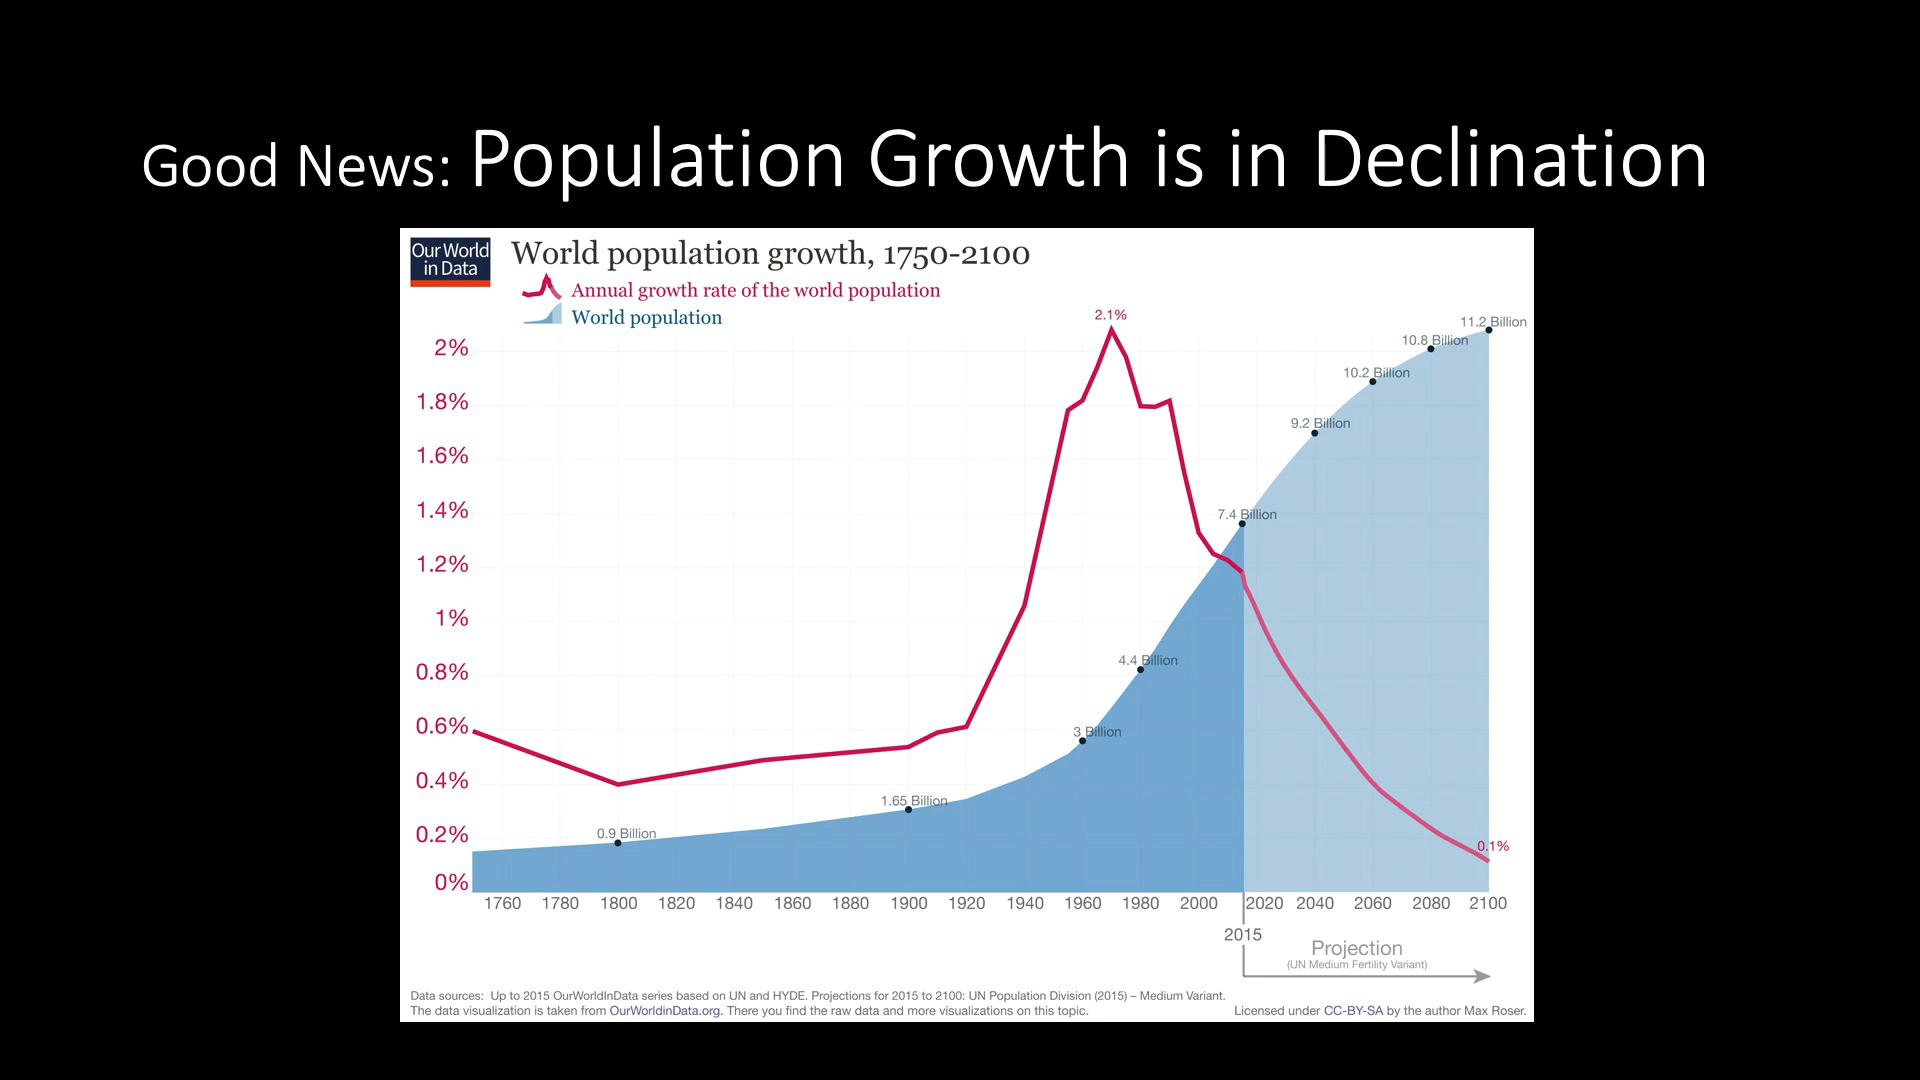 Good News: Population Growth is in Declination
Our World
in Data
World population growth, 1750-2100
Annual growth rate of the world population
World population
2.1%
11.2 Billion
10.8 Billion
10.2 Billion
9.2 Billion
7.4 Billion
4.4 Billion
3 Billion
1.65 Billion
0.9 Billion
0.1%
2%
1.8%
1.6%
1.4%
1.2%
1%
0.8%
0.6%
0.4%
0.2%
0%
1760 1780 1800 1820 1840 1860 1880 1900 1920 1940 1960 1980 2000 2020 2040 2060 2080 2100
2015
Projection
(UN Medium Fertility Variant)
Data sources: Up to 2015 OurWorldInData series based on UN and HYDE. Projections for 2015 to 2100: UN Population Division (2015) – Medium Variant.
The data visualization is taken from OurWorldinData.org. There you find the raw data and more visualizations on this topic.
Licensed under CC-BY-SA by the author Max Roser.